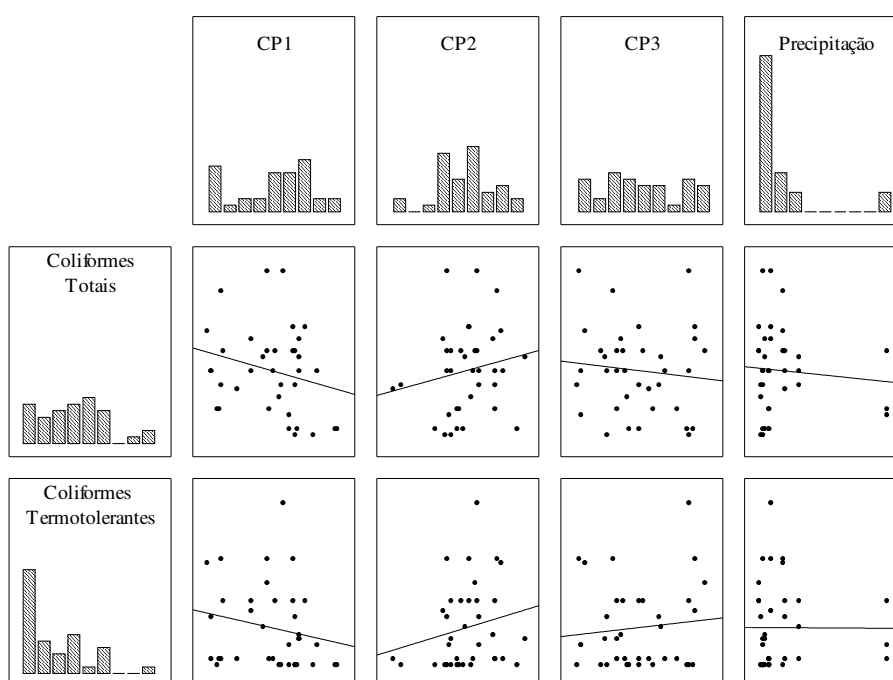 CP1
CP2
CP3
Precipitação
Coliformes
Totais
Coliformes
Termotolerantes